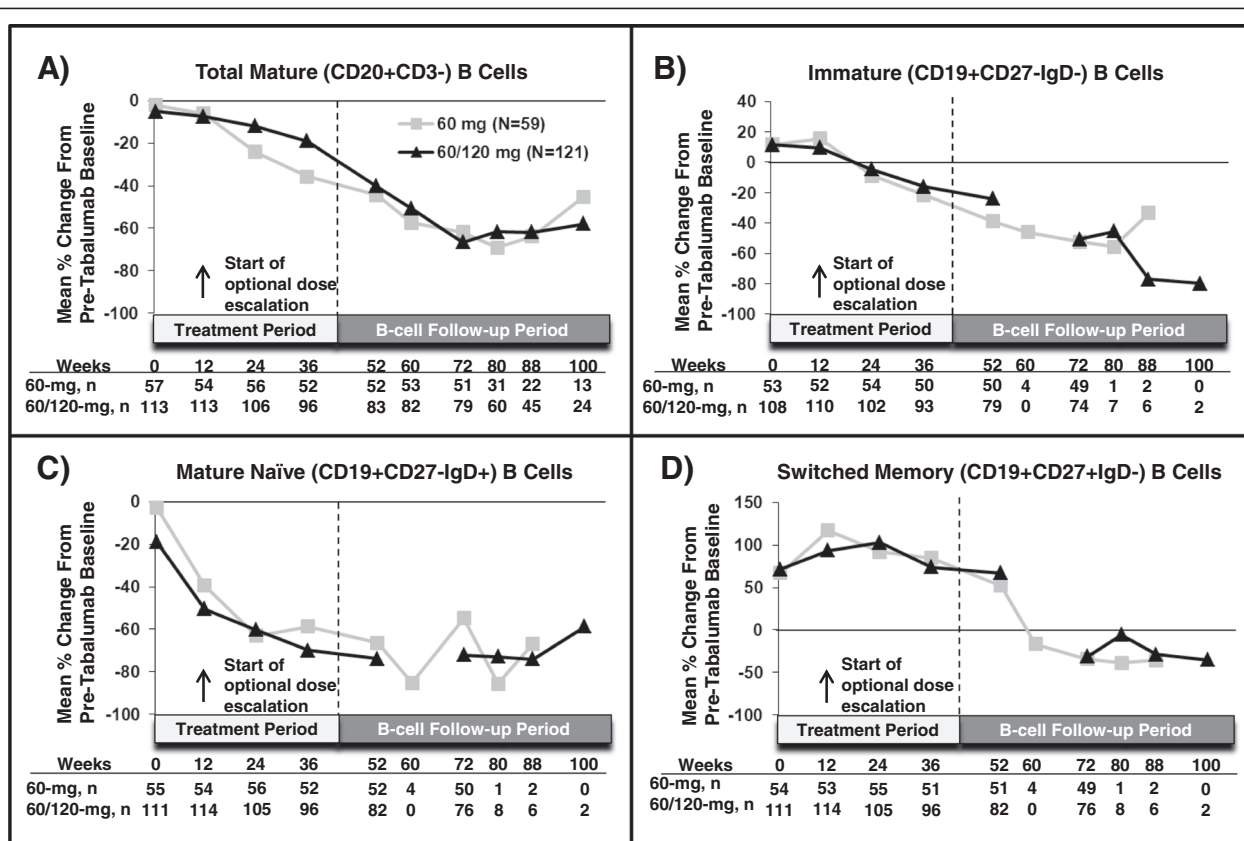 A)
Total Mature (CD20+CD3-) B Cells
Mean % Change From
Pre-Tabalumab Baseline
0
-20
-40
-60
-80
-100
60 mg (N=59)
60/120 mg (N=121)
Start of
optional dose
escalation
Treatment Period
B-cell Follow-up Period
Weeks 0 12 24 36 52 60 72 80 88 100
60-mg, n 57 54 56 52 52 53 51 31 22 13
60/120-mg, n 113 113 106 96 83 82 79 60 45 24
B)
Immature (CD19+CD27-IgD-) B Cells
Mean % Change From
Pre-Tabalumab Baseline
40
20
0
-20
-40
-60
-80
-100
Start of
optional dose
escalation
Treatment Period
B-cell Follow-up Period
Weeks 0 12 24 36 52 60 72 80 88 100
60-mg, n 53 52 54 50 50 4 49 1 2 0
60/120-mg, n 108 110 102 93 79 0 74 7 6 2
C)
Mature Naïve (CD19+CD27-IgD+) B Cells
Mean % Change From
Pre-Tabalumab Baseline
0
-20
-40
-60
-80
-100
Start of
optional dose
escalation
Treatment Period
B-cell Follow-up Period
Weeks 0 12 24 36 52 60 72 80 88 100
60-mg, n 55 54 56 52 52 4 50 1 2 0
60/120-mg, n 111 114 105 96 82 0 76 8 6 2
D)
Switched Memory (CD19+CD27+IgD-) B Cells
Mean % Change From
Pre-Tabalumab Baseline
150
100
50
0
-50
-100
Start of
optional dose
escalation
Treatment Period
B-cell Follow-up Period
Weeks 0 12 24 36 52 60 72 80 88 100
60-mg, n 54 53 55 51 51 4 49 1 2 0
60/120-mg, n 111 114 105 96 82 0 76 8 6 2